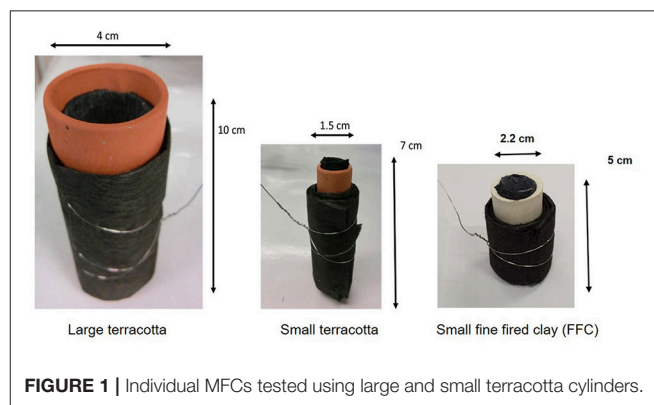 4 cm
10 cm
1.5 cm
7 cm
2.2 cm
5 cm
Large terracotta
Small terracotta
Small fine fired clay (FFC)
FIGURE 1 | Individual MFCs tested using large and small terracotta cylinders.